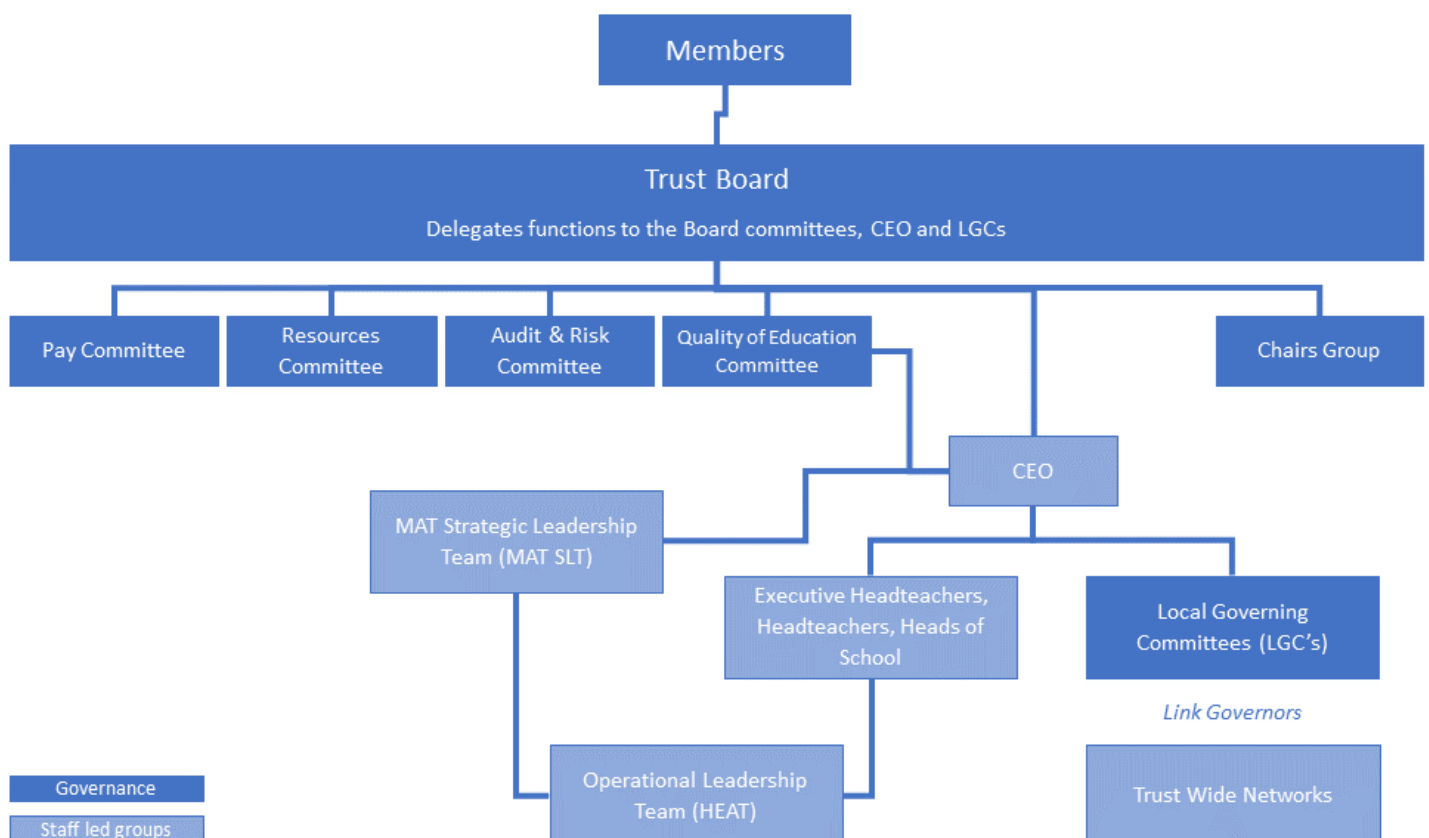 Members
Trust Board
Delegates functions to the Board committees, CEO and LGCs
Pay Committee
Resources
Committee
Audit & Risk
Committee
Quality of Education
Committee
Chairs Group
CEO
MAT Strategic Leadership
Team (MAT SLT)
Executive Headteachers,
Headteachers, Heads of
School
Local Governing
Committees (LGC’s)
Link Governors
Operational Leadership
Team (HEAT)
Trust Wide Networks
Governance
Staff led groups